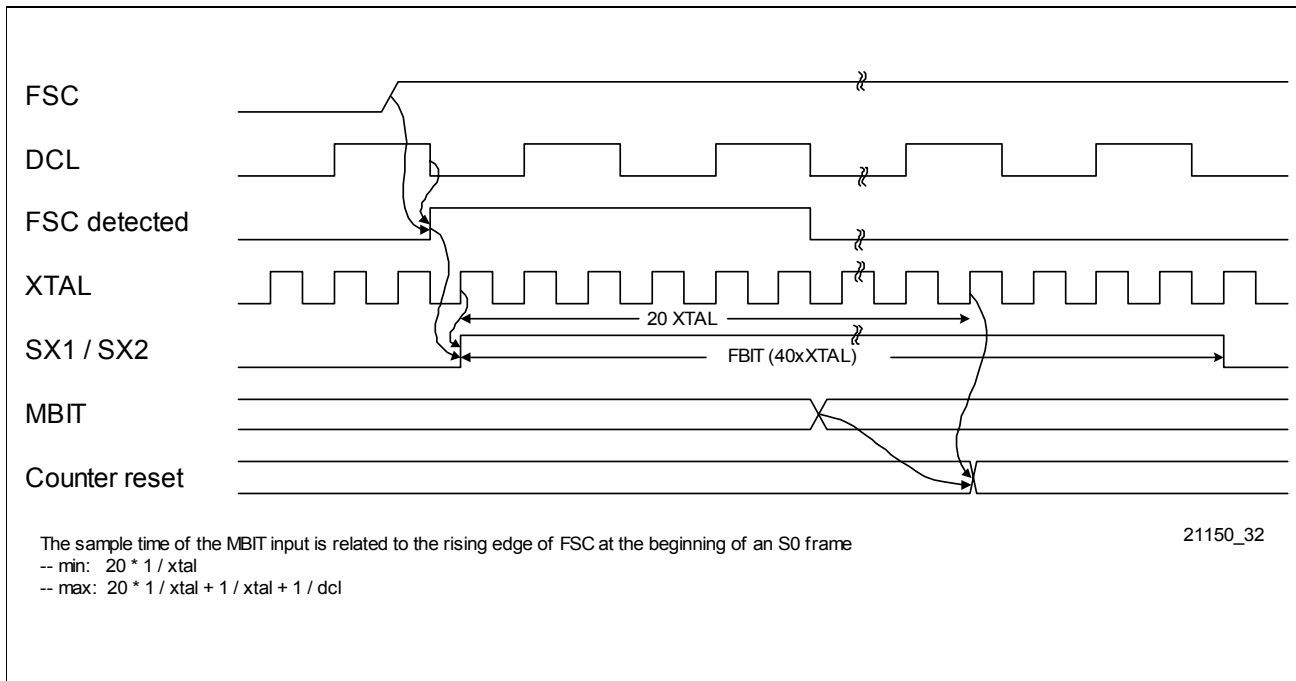 FSC
DCL
FSC detected
XTAL
20 XTAL
SX1 / SX2
FBIT (40xXTAL)
MBIT
Counter reset
The sample time of the MBIT input is related to the rising edge of FSC at the beginning of an S0 frame
-- min: 20 * 1 / xtal
-- max: 20 * 1 / xtal + 1 / xtal + 1 / dcl
21150_32